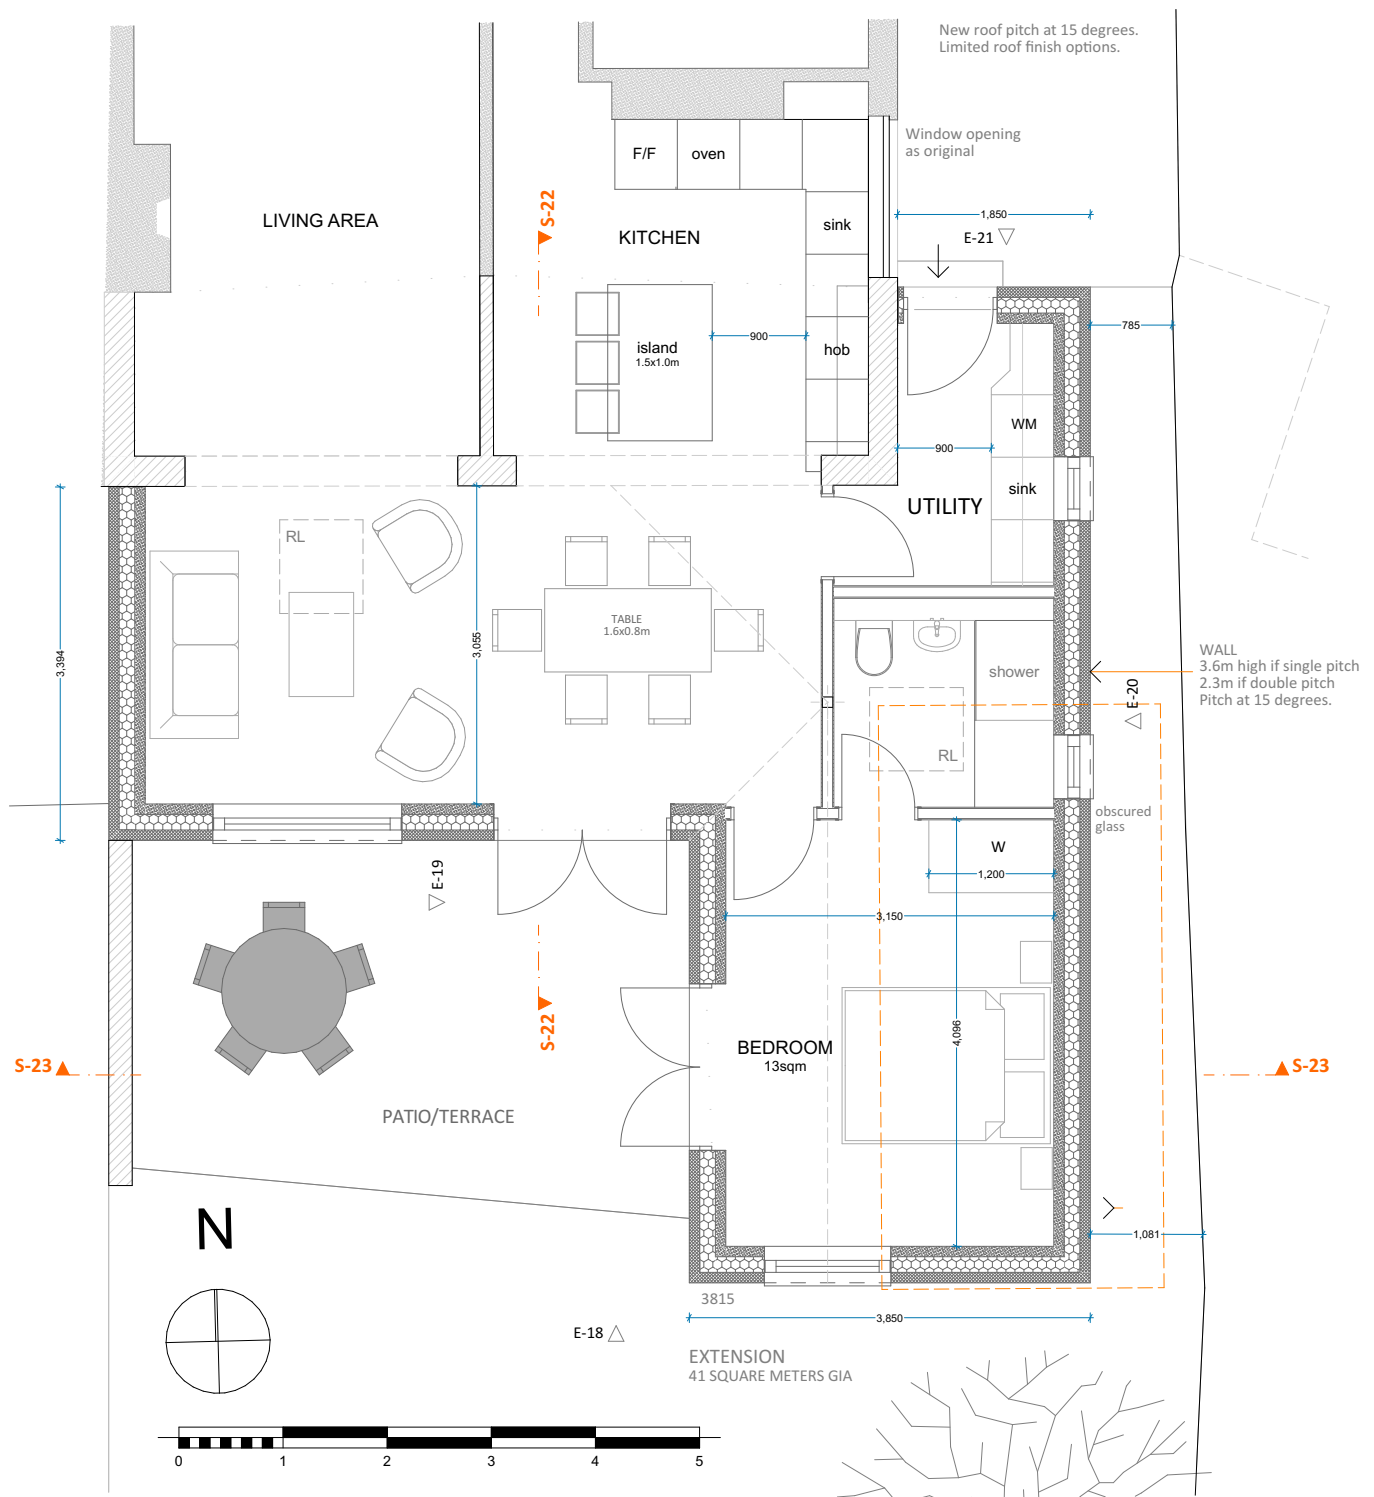 New roof pitch at 15 degrees.
Limited roof finish options.
Window opening
as original
F/F
oven
LIVING AREA
S-22
KITCHEN
sink
1,850
E-21
785
900
island
1.5x1.0m
hob
WM
900
sink
UTILITY
RL
3,394
3,055
TABLE
1.6x0.8m
shower
WALL
3.6m high if single pitch
2.3m if double pitch
Pitch at 15 degrees.
E-20
RL
obscured
glass
E-19
W
1,200
3,150
S-22
4,096
BEDROOM
13sqm
S-23
S-23
PATIO/TERRACE
N
1,081
3815
3,850
E-18
EXTENSION
41 SQUARE METERS GIA
0 1 2 3 4 5